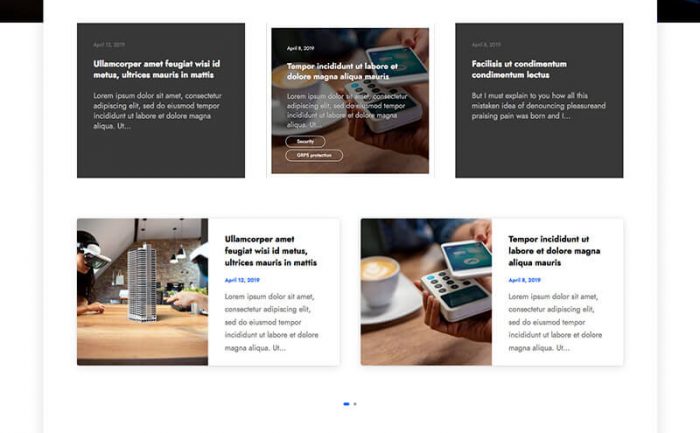 April 12, 2019
Ullamcorper amet feugiat wisi id
metus, ultrices mauris in mattis
Lorem ipsum dolor sit amet, consectetur
adipiscing elit, sed do eiusmod tempor
incididunt ut labore et dolore magna
aliqua. Ut...
April 8, 2019
Tempor incididunt ut labore et
dolore magna aliqua mauris
Lorem ipsum dolor sit amet, consectetur
adipiscing elit, sed do eiusmod tempor
incididunt ut labore et dolore magna
aliqua. Ut...
Security
GRPS protection
April 8, 2019
Facilisis ut condimentum
condimentum lectus
But I must explain to you how all this
mistaken idea of denouncing pleasureand
praising pain was born and I...
Ullamcorper amet
feugiat wisi id metus,
ultrices mauris in mattis
April 12, 2019
Lorem ipsum dolor sit amet,
consectetur adipiscing elit,
sed do eiusmod tempor
incididunt ut labore et dolore
magna aliqua. Ut...
Tempor incididunt ut
labore et dolore magna
aliqua mauris
April 8, 2019
Lorem ipsum dolor sit amet,
consectetur adipiscing elit,
sed do eiusmod tempor
incididunt ut labore et dolore
magna aliqua. Ut...